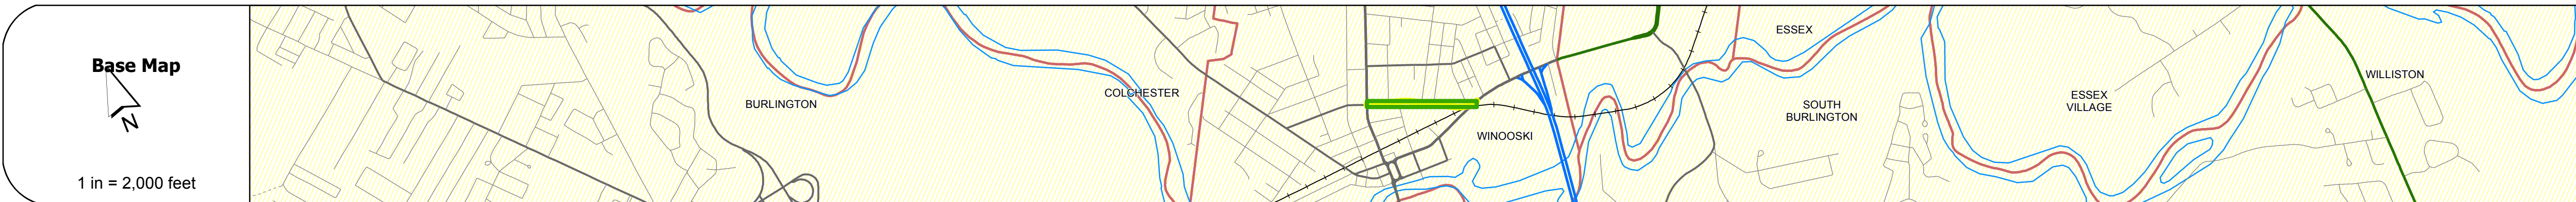 Base Map
N
1 in = 2,000 feet
BURLINGTON
COLCHESTER
WINOOSKI
ESSEX
SOUTH
BURLINGTON
ESSEX
VILLAGE
WILLISTON